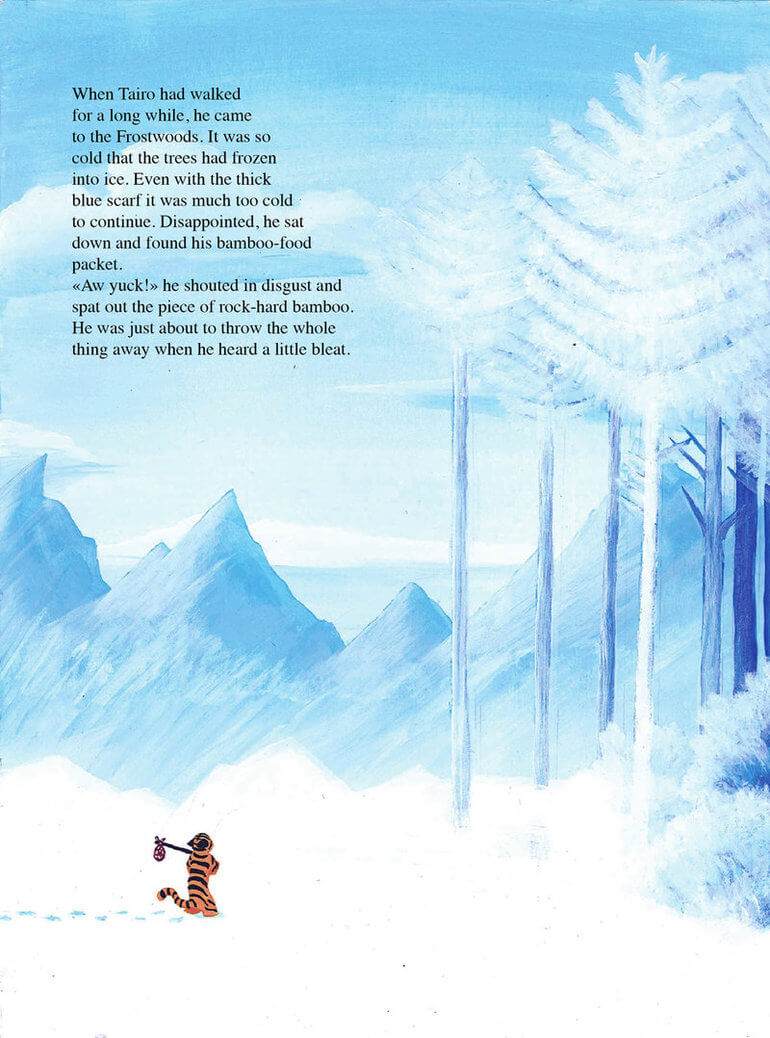 When Tairo had walked
for a long while, he came
to the Frostwoods. It was so
cold that the trees had frozen
into ice. Even with the thick
blue scarf it was much too cold
to continue. Disappointed, he sat
down and found his bamboo-food
packet.
«Aw yuck!» he shouted in disgust and
spat out the piece of rock-hard bamboo.
He was just about to throw the whole
thing away when he heard a little bleat.